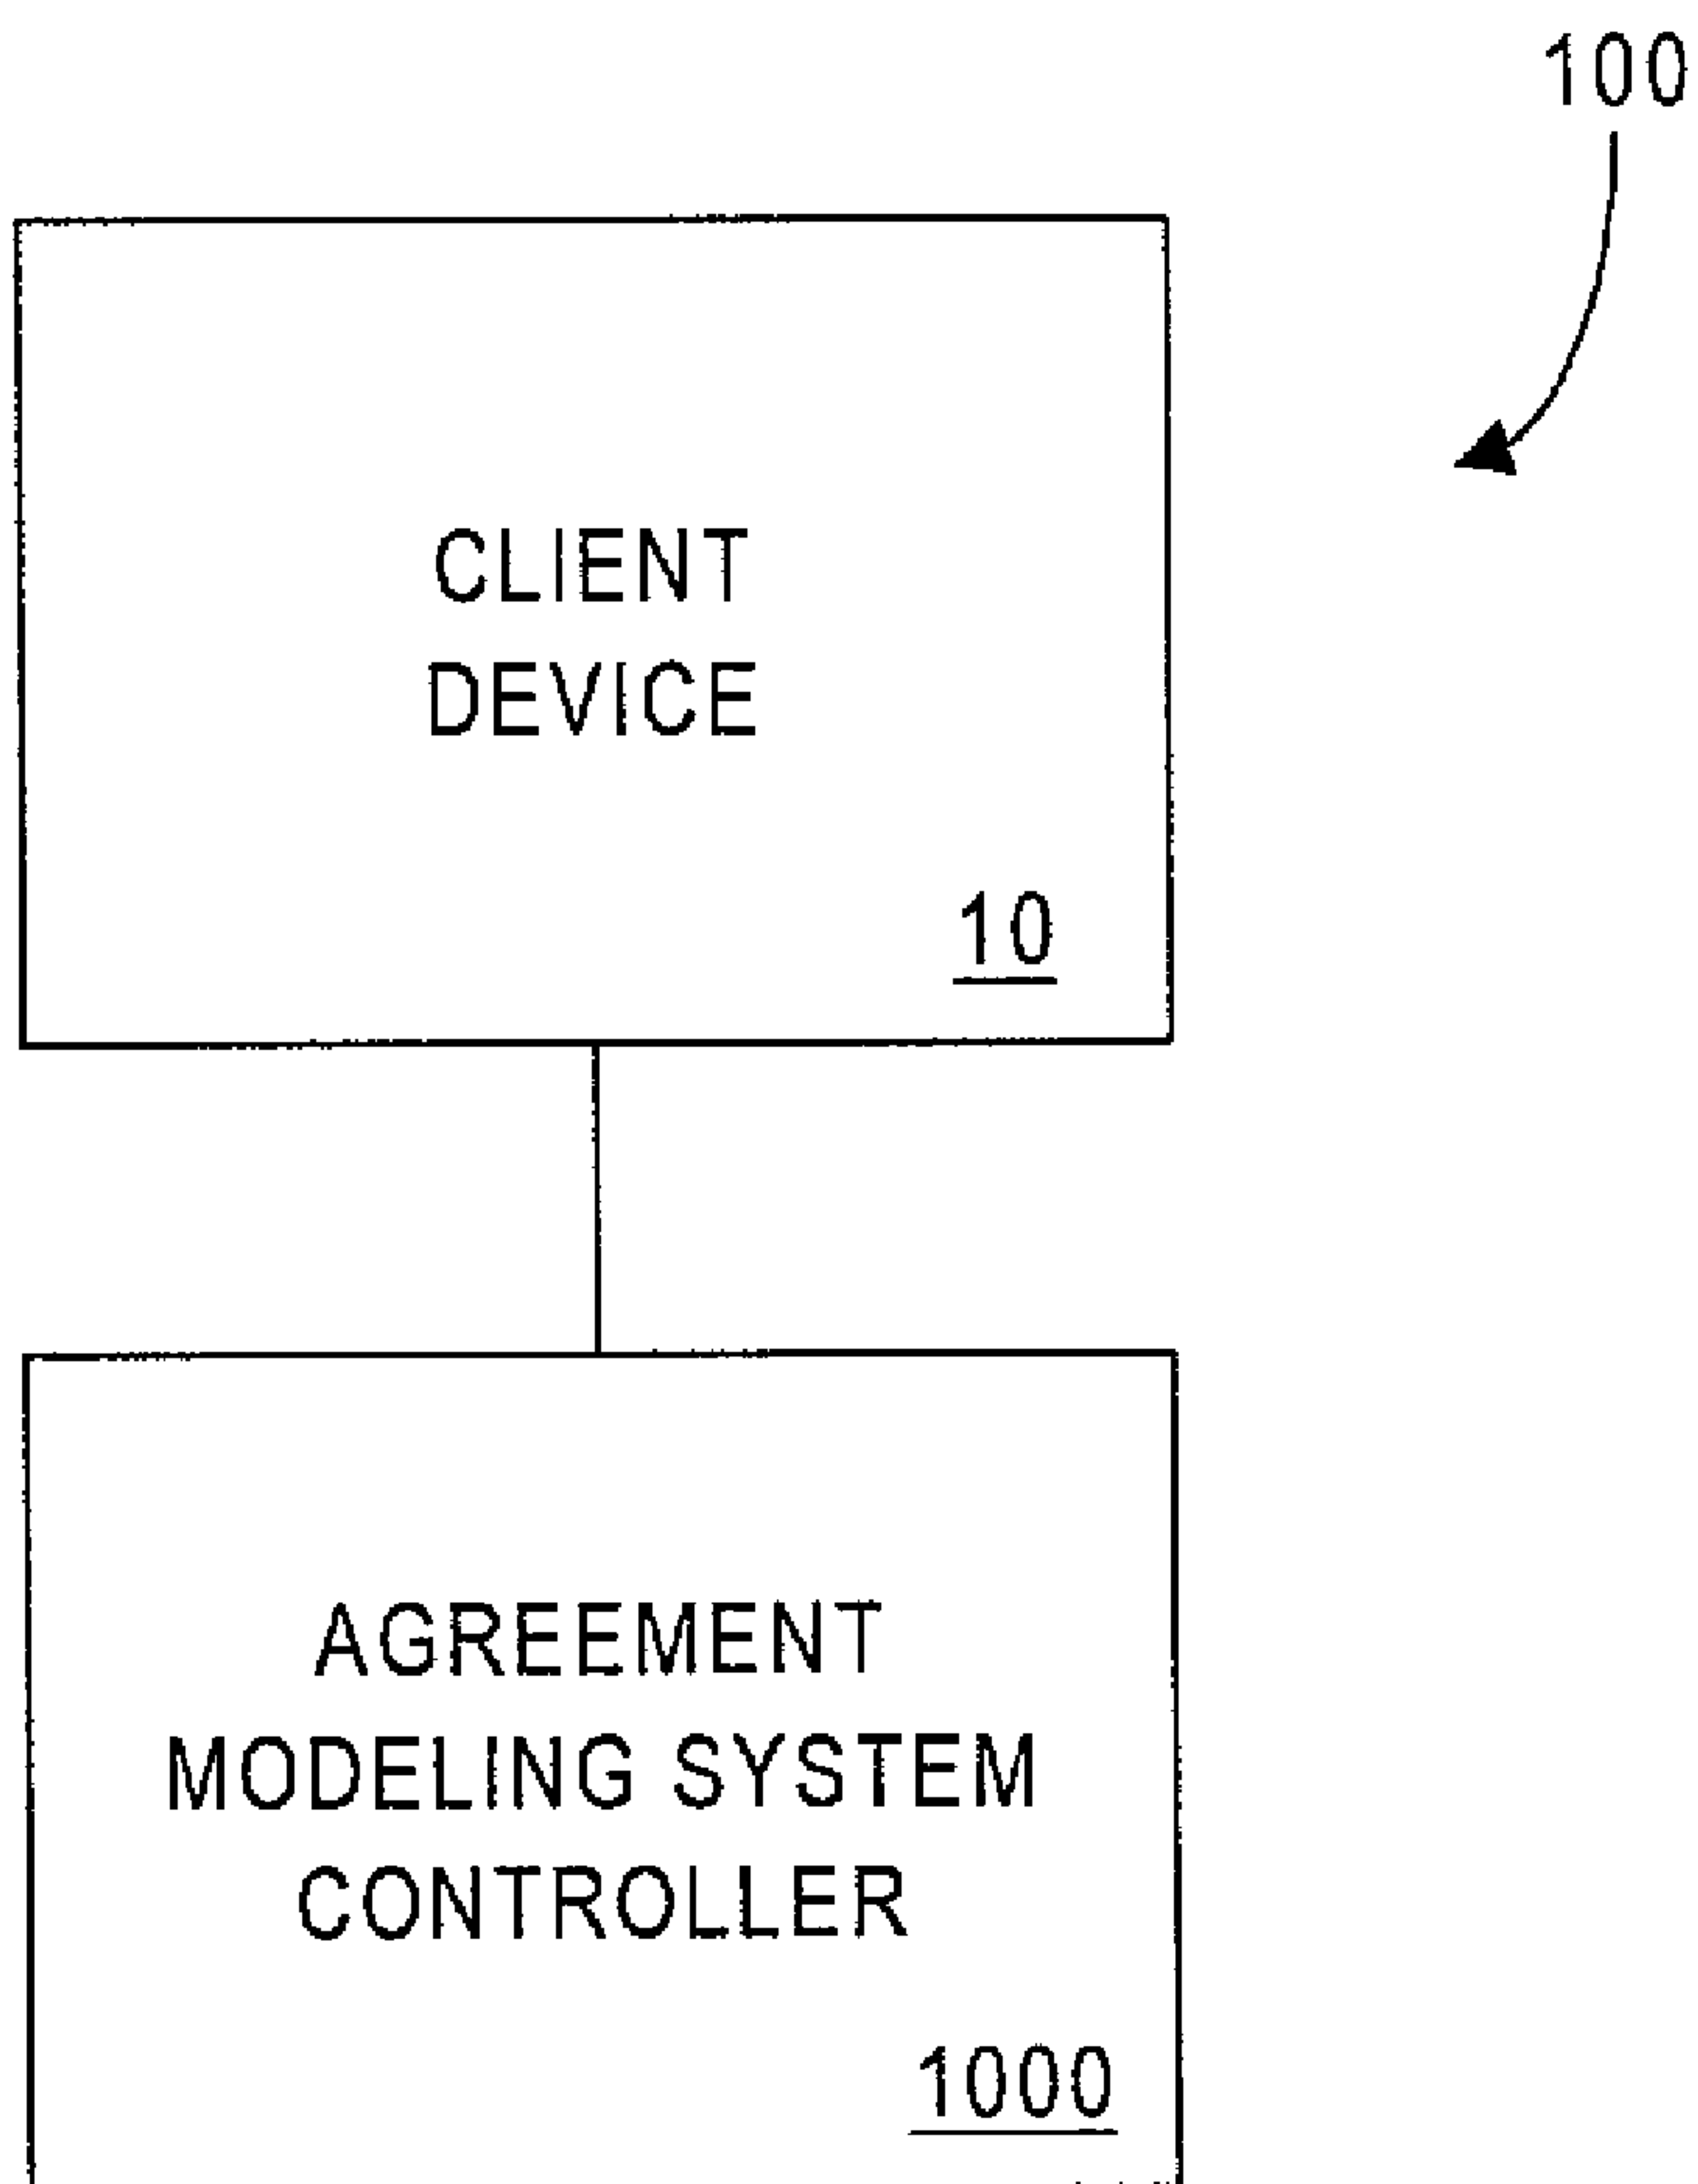 100
CLIENT
DEVICE
10
AGREEMENT
MODELING SYSTEM
CONTROLLER
1000